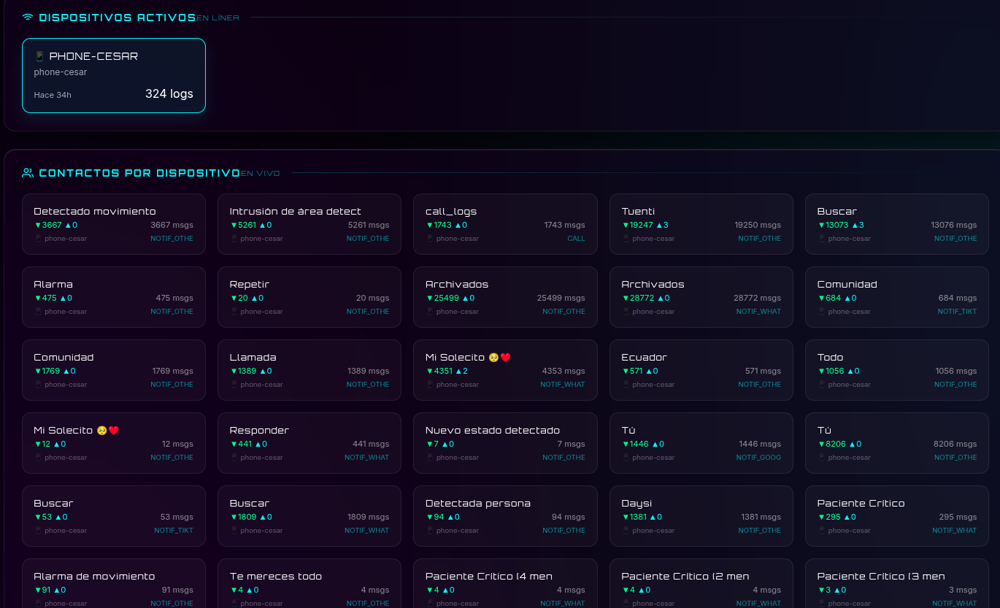 DISPOSITIVOS ACTIVOS EN LÍNEA
📱 PHONE-CESAR
phone-cesar
Hace 34h 324 logs
CONTACTOS POR DISPOSITIVO EN VIVO
Detectado movimiento
▼3667 ▲0 3667 msgs
📱 phone-cesar NOTIF_OTHE
Intrusión de área detect
▼5261 ▲0 5261 msgs
📱 phone-cesar NOTIF_OTHE
call_logs
▼1743 ▲0 1743 msgs
📱 phone-cesar CALL
Tuenti
▼19247 ▲3 19250 msgs
📱 phone-cesar NOTIF_OTHE
Buscar
▼13073 ▲3 13076 msgs
📱 phone-cesar NOTIF_OTHE
Alarma
▼475 ▲0 475 msgs
📱 phone-cesar NOTIF_OTHE
Repetir
▼20 ▲0 20 msgs
📱 phone-cesar NOTIF_OTHE
Archivados
▼25499 ▲0 25499 msgs
📱 phone-cesar NOTIF_OTHE
Archivados
▼28772 ▲0 28772 msgs
📱 phone-cesar NOTIF_WHAT
Comunidad
▼684 ▲0 684 msgs
📱 phone-cesar NOTIF_TIKT
Comunidad
▼1769 ▲0 1769 msgs
📱 phone-cesar NOTIF_OTHE
Llamada
▼1389 ▲0 1389 msgs
📱 phone-cesar NOTIF_OTHE
Mi Solecito 🥺❤️
▼4351 ▲2 4353 msgs
📱 phone-cesar NOTIF_WHAT
Ecuador
▼571 ▲0 571 msgs
📱 phone-cesar NOTIF_OTHE
Todo
▼1056 ▲0 1056 msgs
📱 phone-cesar NOTIF_OTHE
Mi Solecito 🥺❤️
▼12 ▲0 12 msgs
📱 phone-cesar NOTIF_OTHE
Responder
▼441 ▲0 441 msgs
📱 phone-cesar NOTIF_WHAT
Nuevo estado detectado
▼7 ▲0 7 msgs
📱 phone-cesar NOTIF_OTHE
Tú
▼1446 ▲0 1446 msgs
📱 phone-cesar NOTIF_GOOG
Tú
▼8206 ▲0 8206 msgs
📱 phone-cesar NOTIF_OTHE
Buscar
▼53 ▲0 53 msgs
📱 phone-cesar NOTIF_TIKT
Buscar
▼1809 ▲0 1809 msgs
📱 phone-cesar NOTIF_WHAT
Detectada persona
▼94 ▲0 94 msgs
📱 phone-cesar NOTIF_OTHE
Daysi
▼1381 ▲0 1381 msgs
📱 phone-cesar NOTIF_OTHE
Paciente Crítico
▼295 ▲0 295 msgs
📱 phone-cesar NOTIF_WHAT
Alarma de movimiento
▼91 ▲0 91 msgs
📱 phone-cesar NOTIF_OTHE
Te mereces todo
▼4 ▲0 4 msgs
📱 phone-cesar NOTIF_OTHE
Paciente Crítico (4 men
▼4 ▲0 4 msgs
📱 phone-cesar NOTIF_WHAT
Paciente Crítico (2 men
▼4 ▲0 4 msgs
📱 phone-cesar NOTIF_WHAT
Paciente Crítico (3 men
▼3 ▲0 3 msgs
📱 phone-cesar NOTIF_WHAT